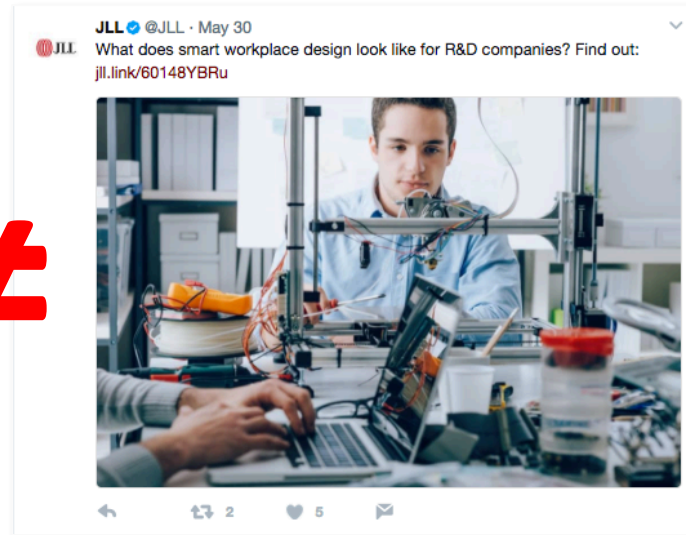 JLL @JLL · May 30
JLL
What does smart workplace design look like for R&D companies? Find out:
jll.link/60148YBRu
≠
2 5